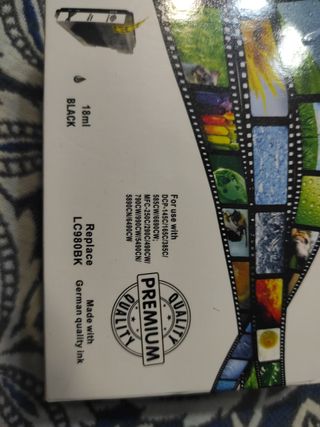 18ml
BLACK
For use with
DCP-145C/165C/385C/
585CW/6690CW;
MFC-250C/290C/490CW/
790CW/990CW/5490CN/
5890CN/6490CW
Replace
LC980BK
Made with
German quality ink
QUALITY
PREMIUM
QUALITY